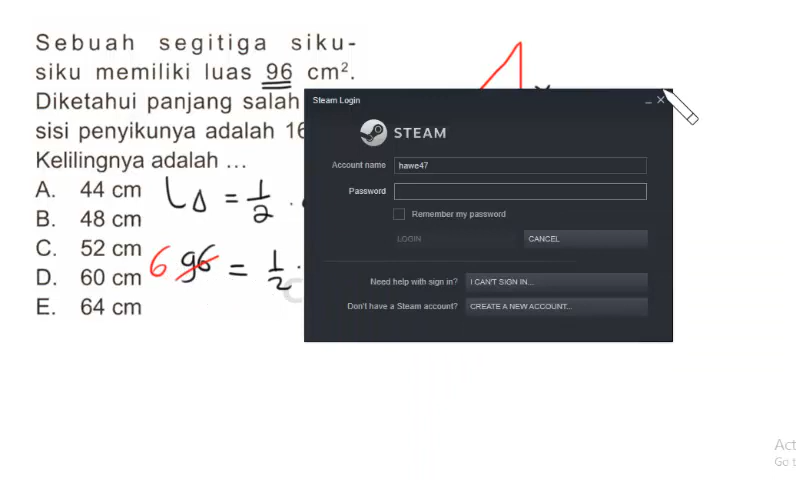 Sebuah segitiga siku-
siku memiliki luas 96 cm².
Diketahui panjang salah
sisi penyikunya adalah 16
Kelilingnya adalah ...
A. 44 cm
B. 48 cm
C. 52 cm
D. 60 cm
E. 64 cm
L△ = 1/2 .
6 96 = 1/2 .
Steam Login
STEAM
Account name hawe47
Password
Remember my password
LOGIN CANCEL
Need help with sign in? I CAN'T SIGN IN...
Don't have a Steam account? CREATE A NEW ACCOUNT...
Act
Go t